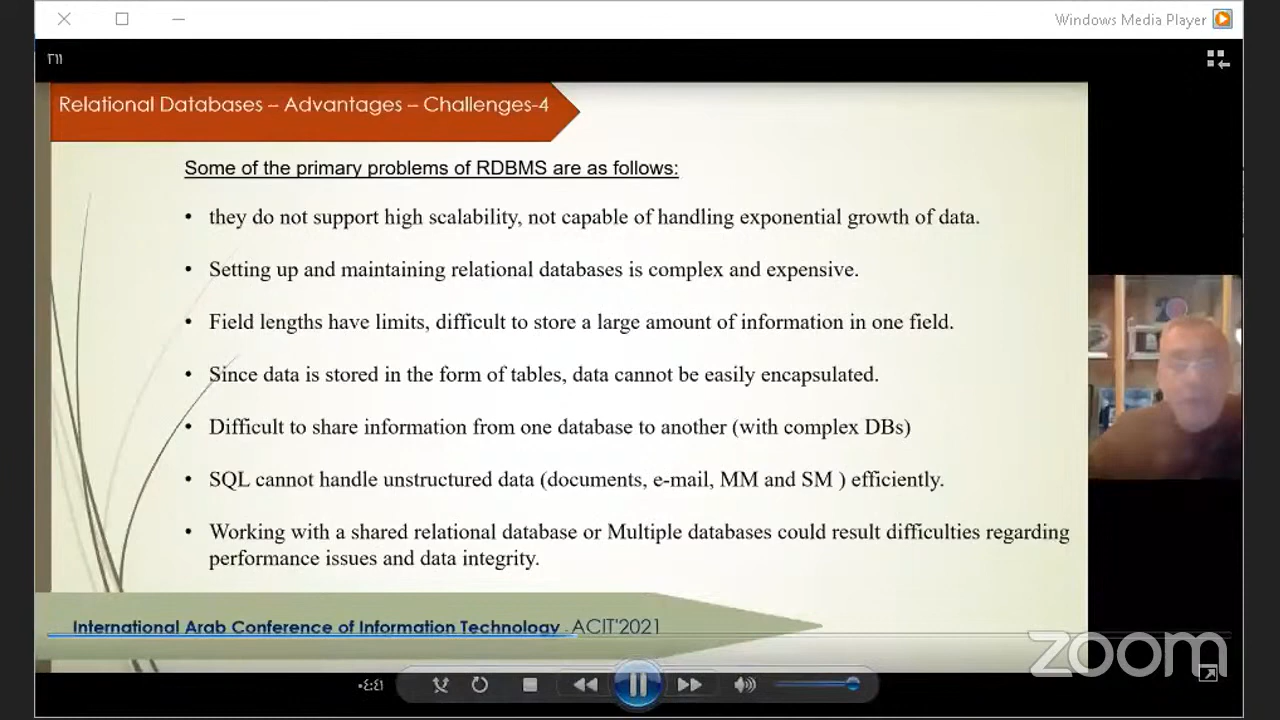 Windows Media Player
٢١١
Relational Databases – Advantages – Challenges-4
Some of the primary problems of RDBMS are as follows:
• they do not support high scalability, not capable of handling exponential growth of data.
• Setting up and maintaining relational databases is complex and expensive.
• Field lengths have limits, difficult to store a large amount of information in one field.
• Since data is stored in the form of tables, data cannot be easily encapsulated.
• Difficult to share information from one database to another (with complex DBs)
• SQL cannot handle unstructured data (documents, e-mail, MM and SM ) efficiently.
• Working with a shared relational database or Multiple databases could result difficulties regarding
performance issues and data integrity.
International Arab Conference of Information Technology - ACIT'2021
zoom
٠٤:٤١